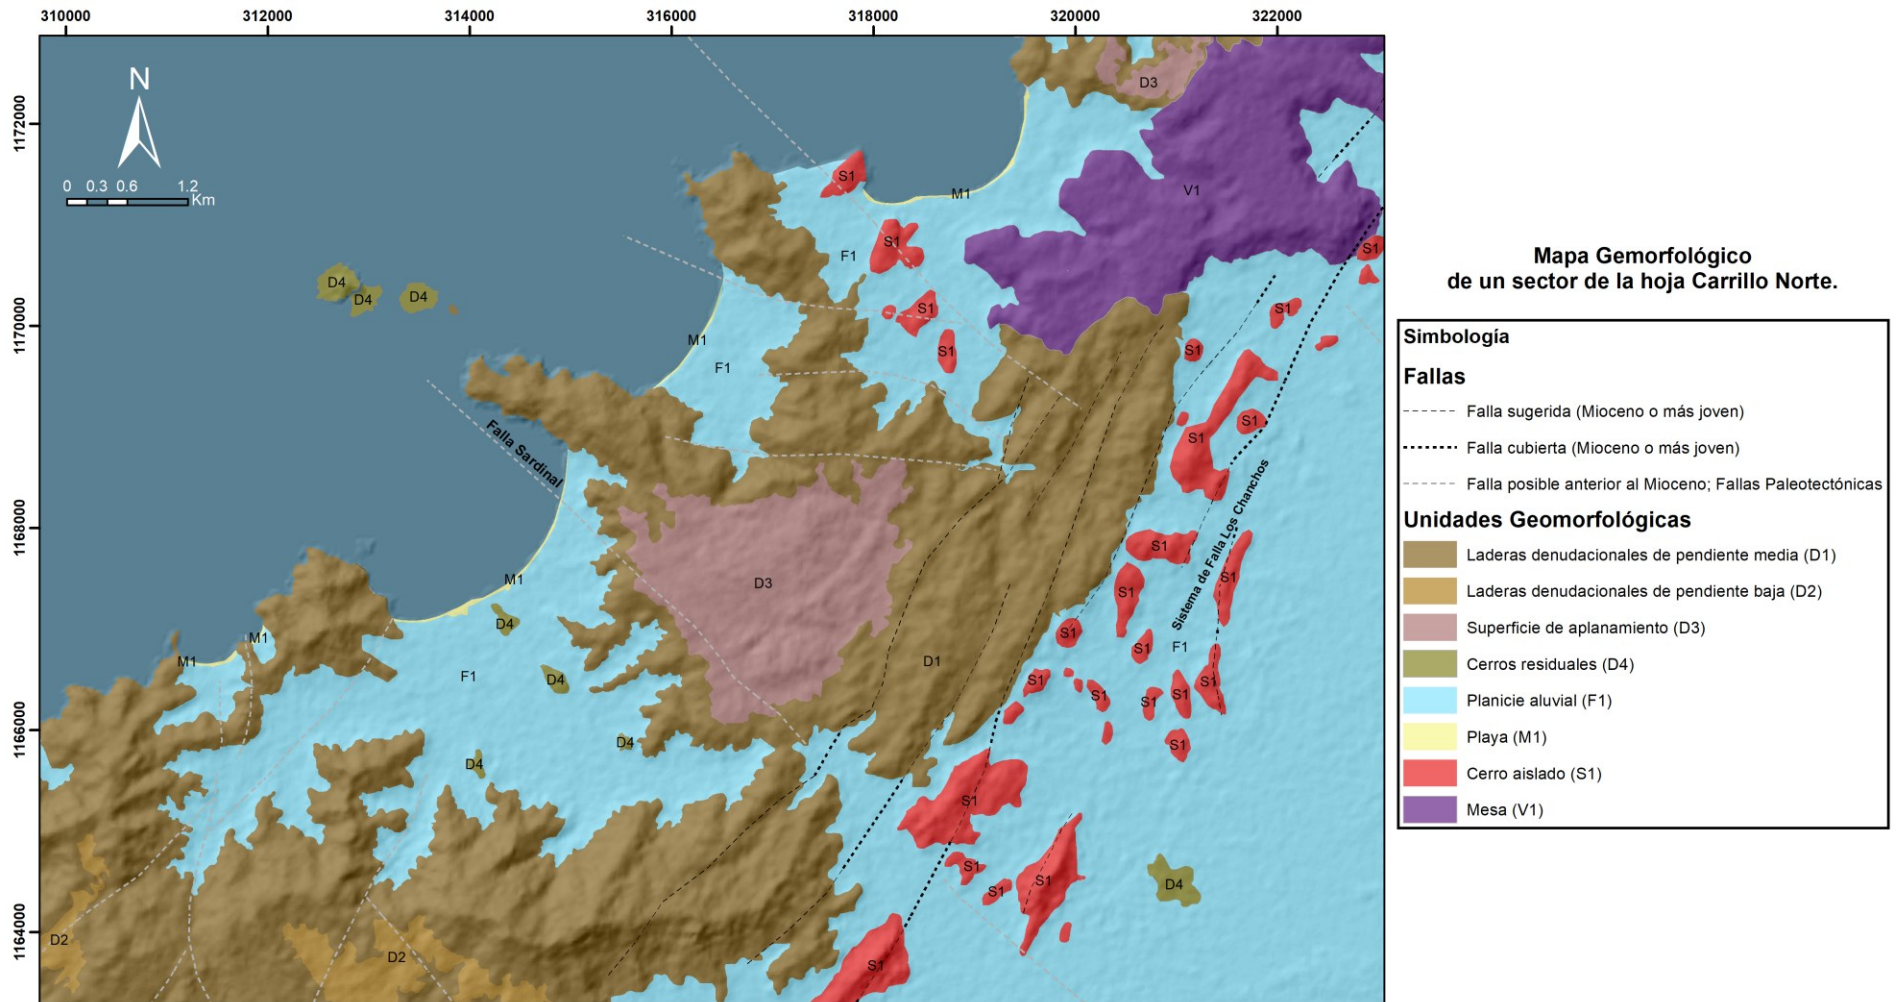 310000 312000 314000 316000 318000 320000 322000
1172000
1170000
1168000
1166000
1164000
N
0 0.3 0.6 1.2
Km
D3
S1
M1
V1
S1
F1
S1
D4
D4
D4
S1
S1
M1
S1
S1
F1
S1
S1
Falla Sardinal
Sistema de Falla Los Chanchos
S1
M1
D3
S1
S1
D4
S1
M1
S1
F1
M1
D1
F1
D4
S1
S1
S1
S1
S1
D4
S1
D4
S1
S1
S1
S1
D4
D2
D2
S1
Mapa Gemorfológico
de un sector de la hoja Carrillo Norte.
Simbología
Fallas
Falla sugerida (Mioceno o más joven)
Falla cubierta (Mioceno o más joven)
Falla posible anterior al Mioceno; Fallas Paleotectónicas
Unidades Geomorfológicas
Laderas denudacionales de pendiente media (D1)
Laderas denudacionales de pendiente baja (D2)
Superficie de aplanamiento (D3)
Cerros residuales (D4)
Planicie aluvial (F1)
Playa (M1)
Cerro aislado (S1)
Mesa (V1)